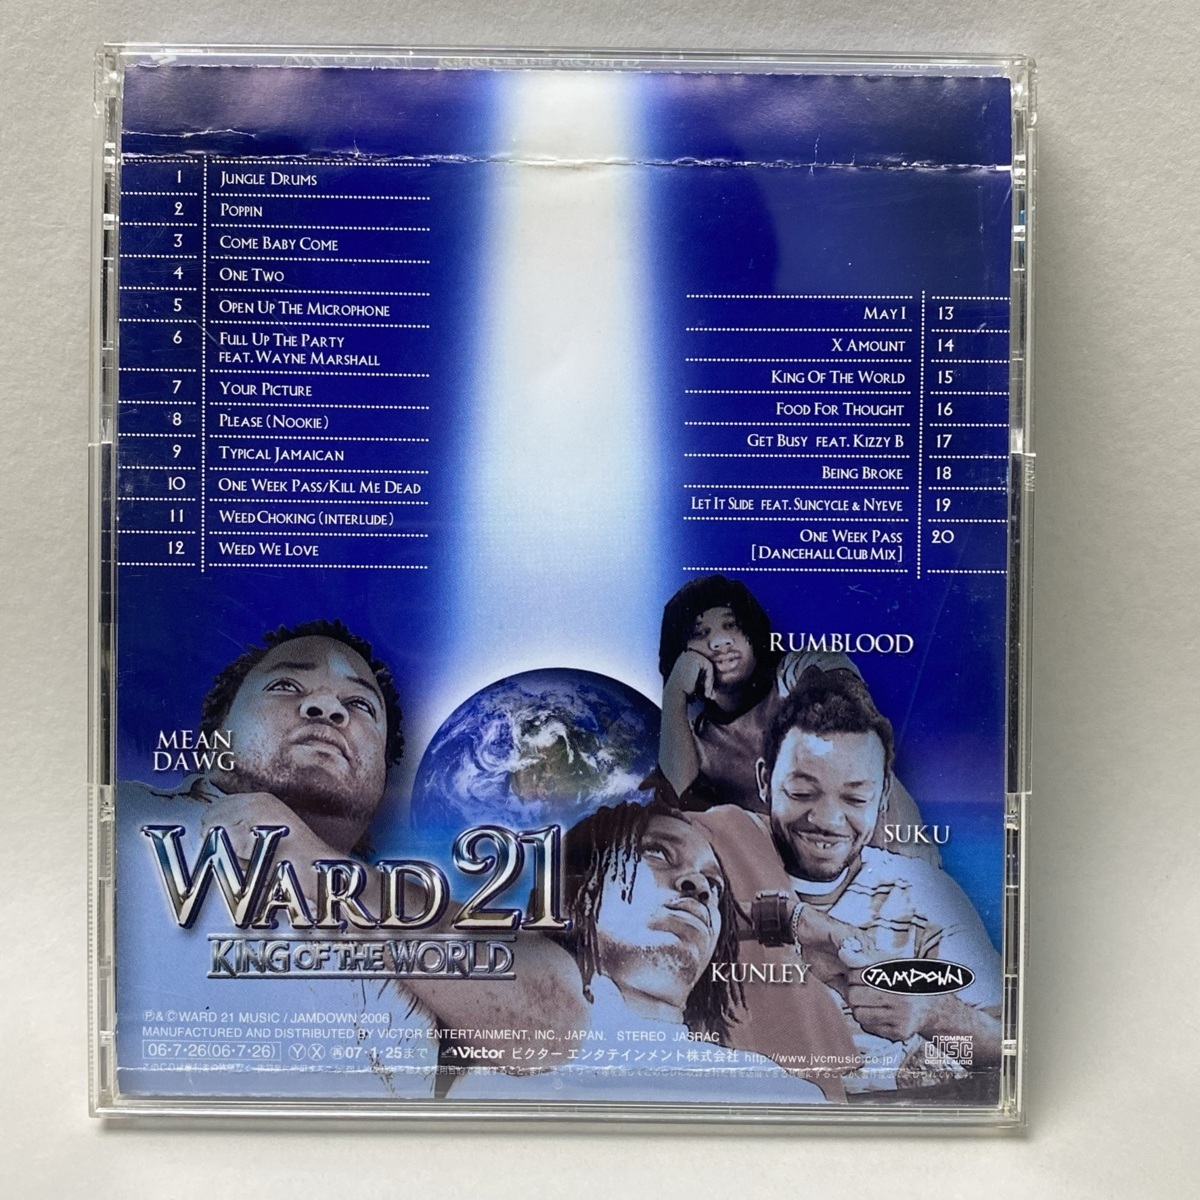 1 Jungle Drums
2 Poppin
3 Come Baby Come
4 One Two
5 Open Up The Microphone
6 Full Up The Party
feat. Wayne Marshall
7 Your Picture
8 Please (Nookie)
9 Typical Jamaican
10 One Week Pass/Kill Me Dead
11 Weed Choking (interlude)
12 Weed We Love
May I 13
X Amount 14
King Of The World 15
Food For Thought 16
Get Busy feat. Kizzy B 17
Being Broke 18
Let It Slide feat. Suncycle & Nyeve 19
One Week Pass 20
[Dancehall Club Mix]
RUMBLOOD
MEAN
DAWG
SUKU
WARD 21
KING OF THE WORLD
KUNLEY
JAMDOWN
℗&©WARD 21 MUSIC / JAMDOWN 2006
MANUFACTURED AND DISTRIBUTED BY VICTOR ENTERTAINMENT, INC., JAPAN. STEREO JASRAC
06・7・26(06・7・26) Ⓨ Ⓧ 再07・1・25まで Victor ビクター エンタテインメント株式会社 http://www.jvcmusic.co.jp/
COMPACT
disc
DIGITAL AUDIO